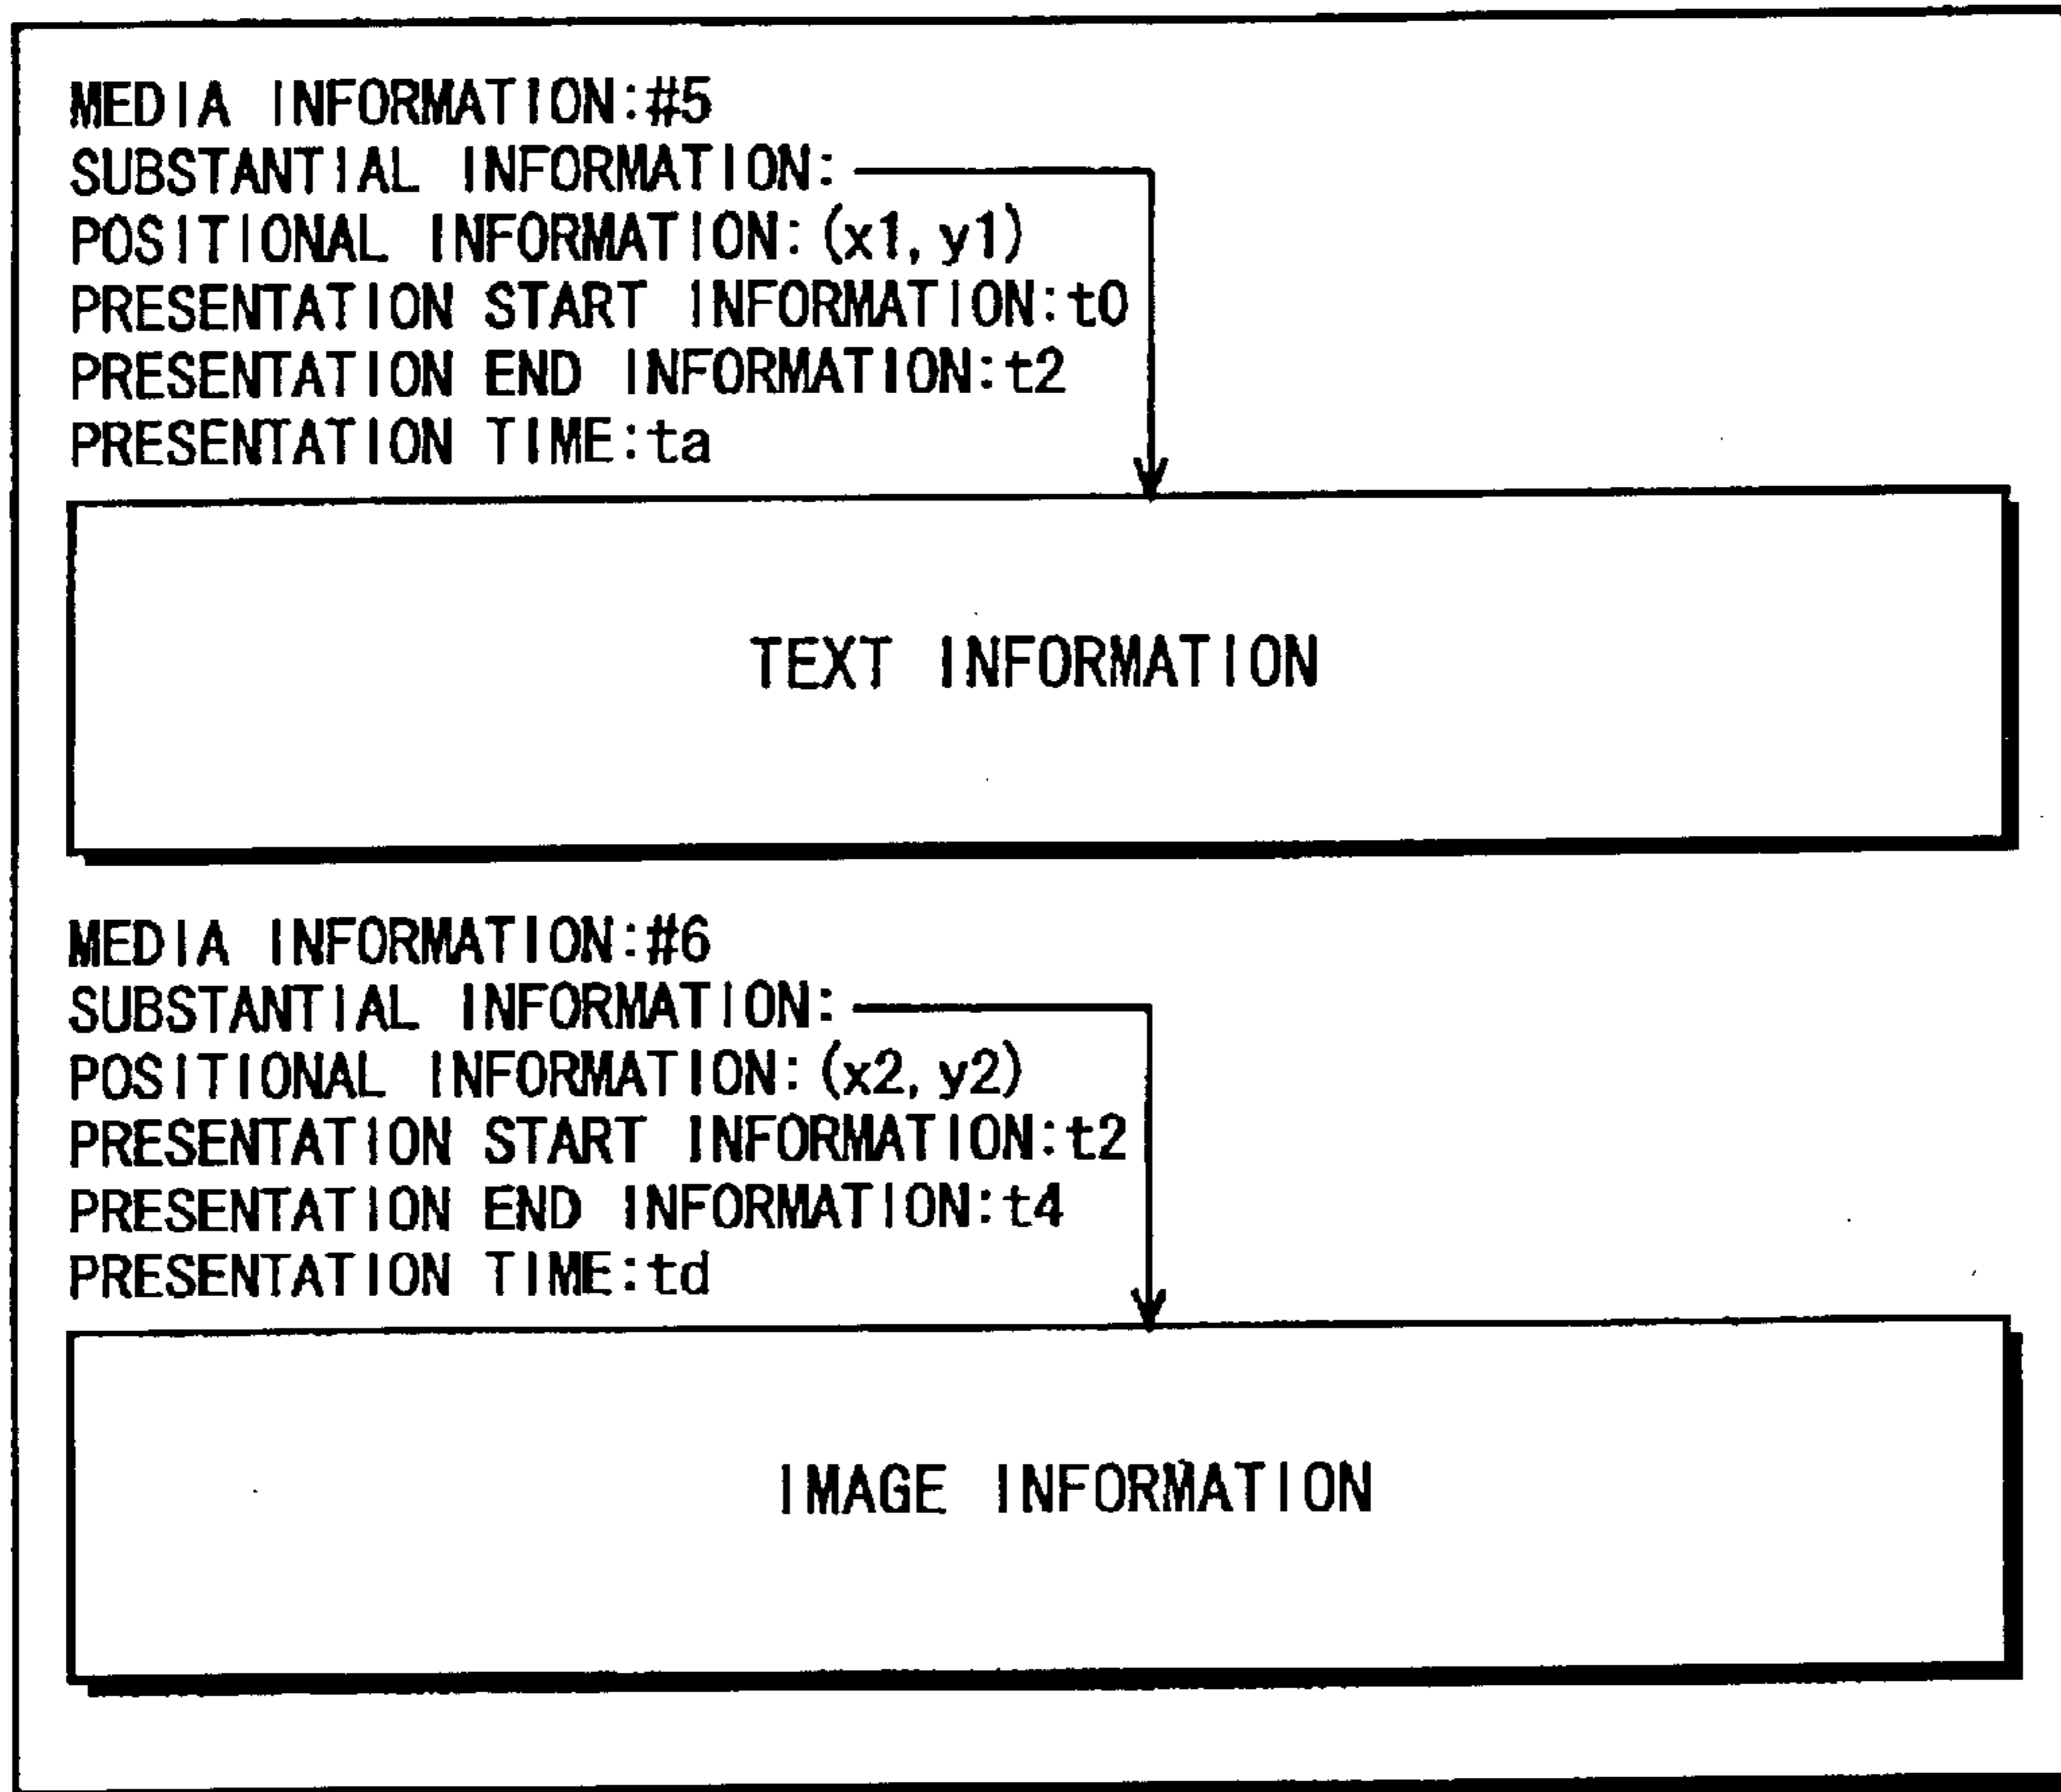 MEDIA INFORMATION:#5
SUBSTANTIAL INFORMATION:
POSITIONAL INFORMATION:(x1,y1)
PRESENTATION START INFORMATION:t0
PRESENTATION END INFORMATION:t2
PRESENTATION TIME:ta
TEXT INFORMATION
MEDIA INFORMATION:#6
SUBSTANTIAL INFORMATION:
POSITIONAL INFORMATION:(x2,y2)
PRESENTATION START INFORMATION:t2
PRESENTATION END INFORMATION:t4
PRESENTATION TIME:td
IMAGE INFORMATION